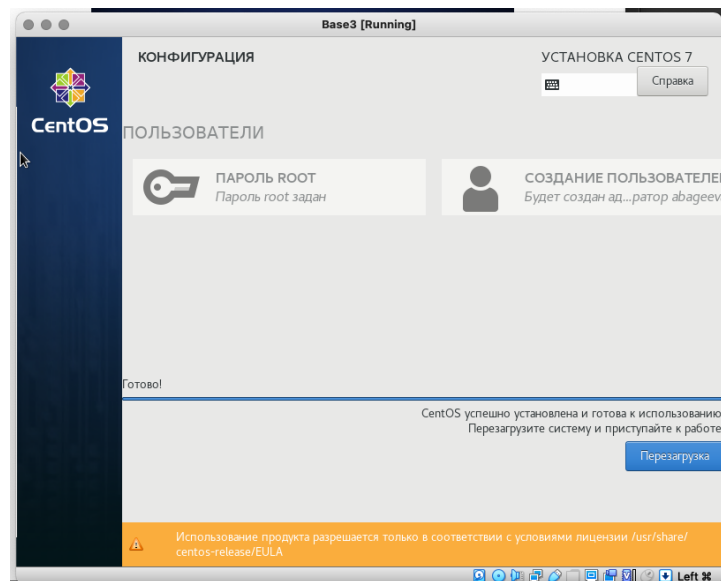 Base3 [Running]
КОНФИГУРАЦИЯ
УСТАНОВКА CENTOS 7
Справка
CentOS
ПОЛЬЗОВАТЕЛИ
ПАРОЛЬ ROOT
Пароль root задан
СОЗДАНИЕ ПОЛЬЗОВАТЕЛЕ
Будет создан ад...ратор abageev
Готово!
CentOS успешно установлена и готова к использованию
Перезагрузите систему и приступайте к работе
Перезагрузка
Использование продукта разрешается только в соответствии с условиями лицензии /usr/share/
centos-release/EULA
Left ⌘